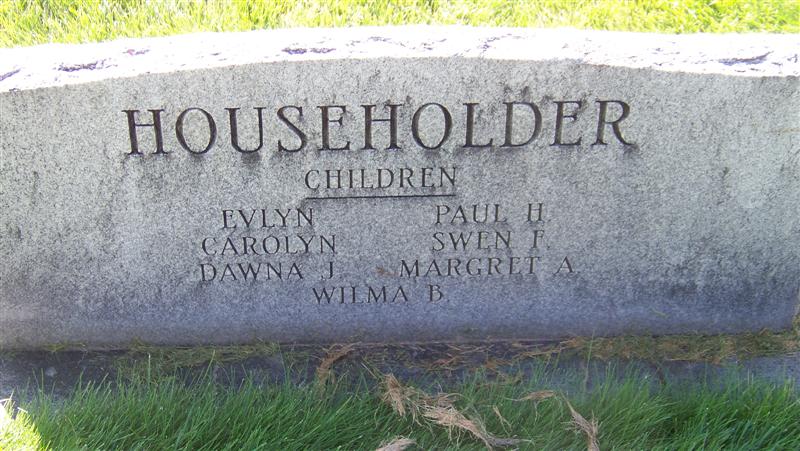 HOUSEHOLDER
CHILDREN
EVLYN PAUL H.
CAROLYN SWEN F.
DAWNA J. MARGRET A.
WILMA B.